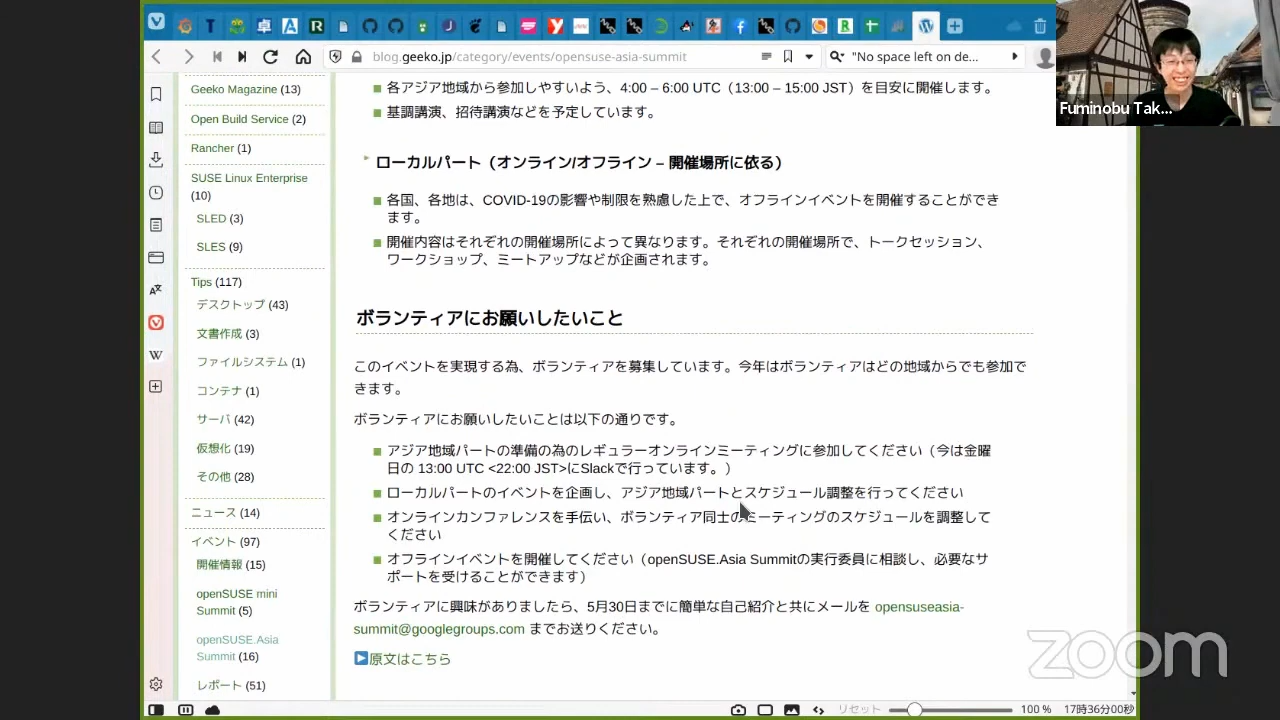 blog.geeko.jp/category/events/opensuse-asia-summit
"No space left on de...
Fuminobu Tak...
Geeko Magazine (13)
Open Build Service (2)
Rancher (1)
SUSE Linux Enterprise
(10)
SLED (3)
SLES (9)
Tips (117)
デスクトップ (43)
文書作成 (3)
ファイルシステム (1)
コンテナ (1)
サーバ (42)
仮想化 (19)
その他 (28)
ニュース (14)
イベント (97)
開催情報 (15)
openSUSE mini
Summit (5)
openSUSE.Asia
Summit (16)
レポート (51)
各アジア地域から参加しやすいよう、4:00 – 6:00 UTC（13:00 – 15:00 JST）を目安に開催します。
基調講演、招待講演などを予定しています。
ローカルパート（オンライン/オフライン – 開催場所に依る）
各国、各地は、COVID-19の影響や制限を熟慮した上で、オフラインイベントを開催することができ
ます。
開催内容はそれぞれの開催場所によって異なります。それぞれの開催場所で、トークセッション、
ワークショップ、ミートアップなどが企画されます。
ボランティアにお願いしたいこと
このイベントを実現する為、ボランティアを募集しています。今年はボランティアはどの地域からでも参加で
きます。
ボランティアにお願いしたいことは以下の通りです。
アジア地域パートの準備の為のレギュラーオンラインミーティングに参加してください（今は金曜
日の 13:00 UTC <22:00 JST>にSlackで行っています。）
ローカルパートのイベントを企画し、アジア地域パートとスケジュール調整を行ってください
オンラインカンファレンスを手伝い、ボランティア同士のミーティングのスケジュールを調整して
ください
オフラインイベントを開催してください（openSUSE.Asia Summitの実行委員に相談し、必要なサ
ポートを受けることができます）
ボランティアに興味がありましたら、5月30日までに簡単な自己紹介と共にメールを opensuseasia-
summit@googlegroups.com までお送りください。
原文はこちら
zoom
リセット
100 %
17時36分00秒